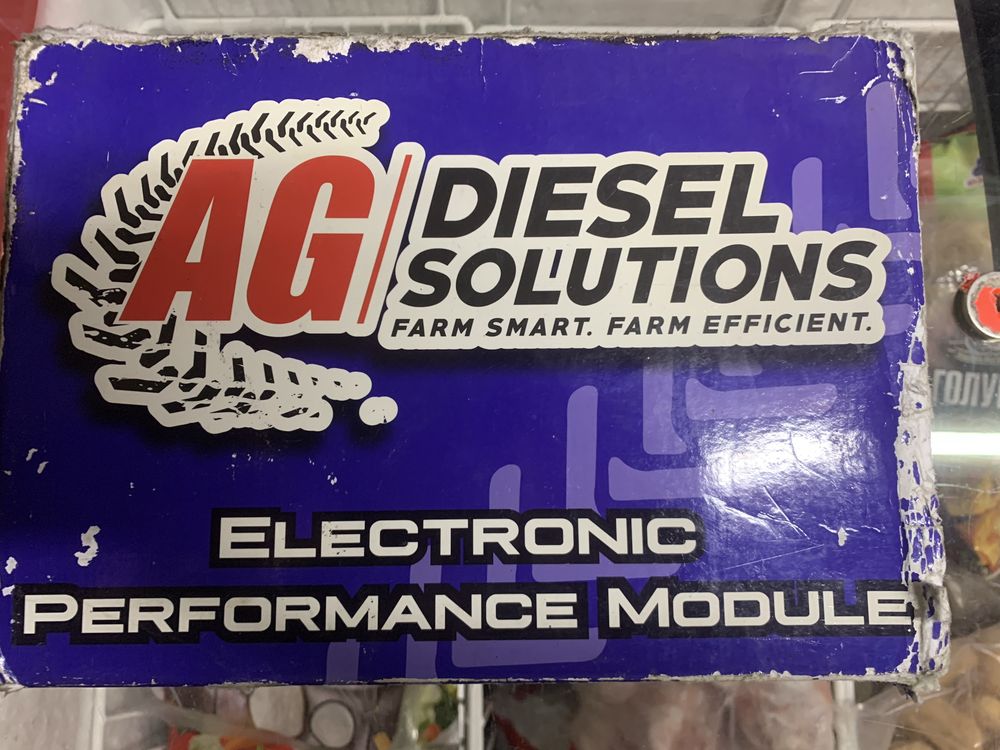 AG
DIESEL
SOLUTIONS
FARM SMART. FARM EFFICIENT.
ELECTRONIC
PERFORMANCE MODULE